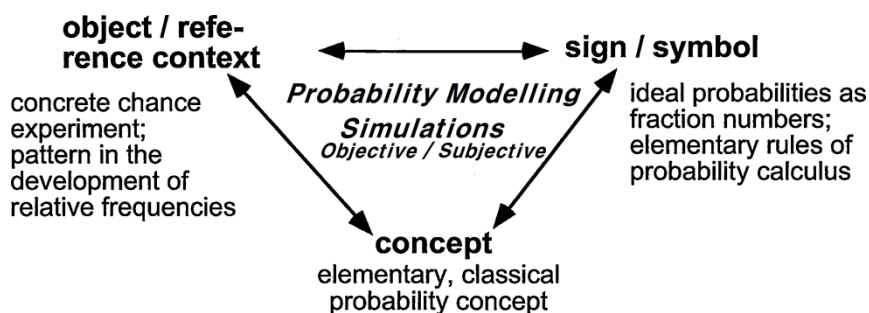 object / refe-
rence context
sign / symbol
concrete chance
experiment;
pattern in the
development of
relative frequencies
Probability Modelling
Simulations
Objective / Subjective
ideal probabilities as
fraction numbers;
elementary rules of
probability calculus
concept
elementary, classical
probability concept